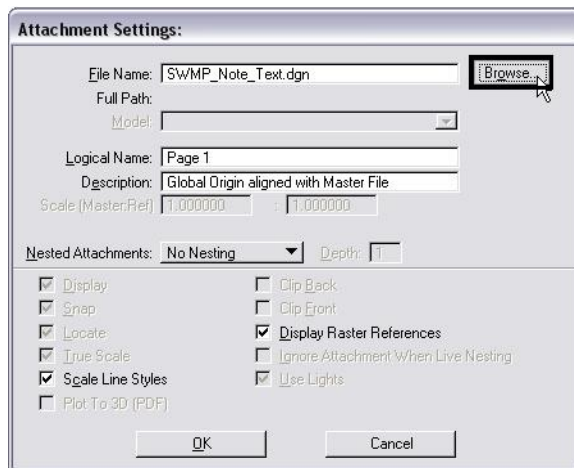 Attachment Settings:
File Name: SWMP_Note_Text.dgn Browse...
Full Path:
Model:
Logical Name: Page 1
Description: Global Origin aligned with Master File
Scale (Master:Ref) 1.000000 : 1.000000
Nested Attachments: No Nesting Depth: 1
Display Clip Back
Snap Clip Front
Locate Display Raster References
True Scale Ignore Attachment When Live Nesting
Scale Line Styles Use Lights
Plot To 3D (PDF)
OK Cancel